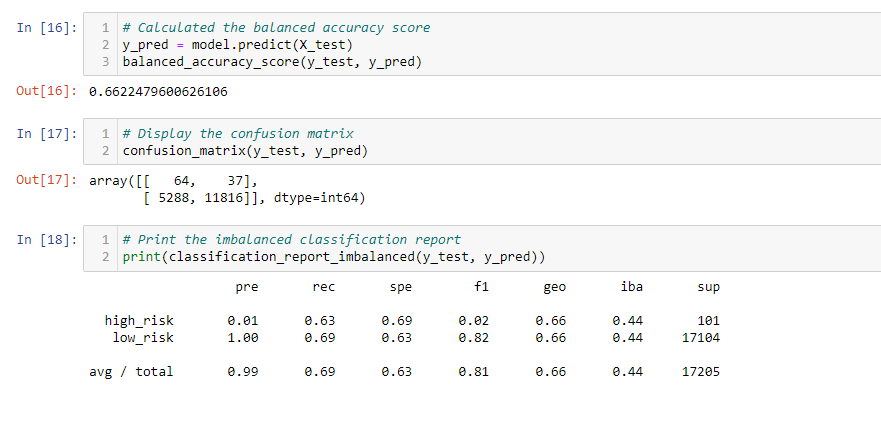 In [16]: 1 # Calculated the balanced accuracy score
2 y_pred = model.predict(X_test)
3 balanced_accuracy_score(y_test, y_pred)
Out[16]: 0.6622479600626106
In [17]: 1 # Display the confusion matrix
2 confusion_matrix(y_test, y_pred)
Out[17]: array([[   64,    37],
[ 5288, 11816]], dtype=int64)
In [18]: 1 # Print the imbalanced classification report
2 print(classification_report_imbalanced(y_test, y_pred))
pre rec spe f1 geo iba sup
high_risk 0.01 0.63 0.69 0.02 0.66 0.44 101
low_risk 1.00 0.69 0.63 0.82 0.66 0.44 17104
avg / total 0.99 0.69 0.63 0.81 0.66 0.44 17205